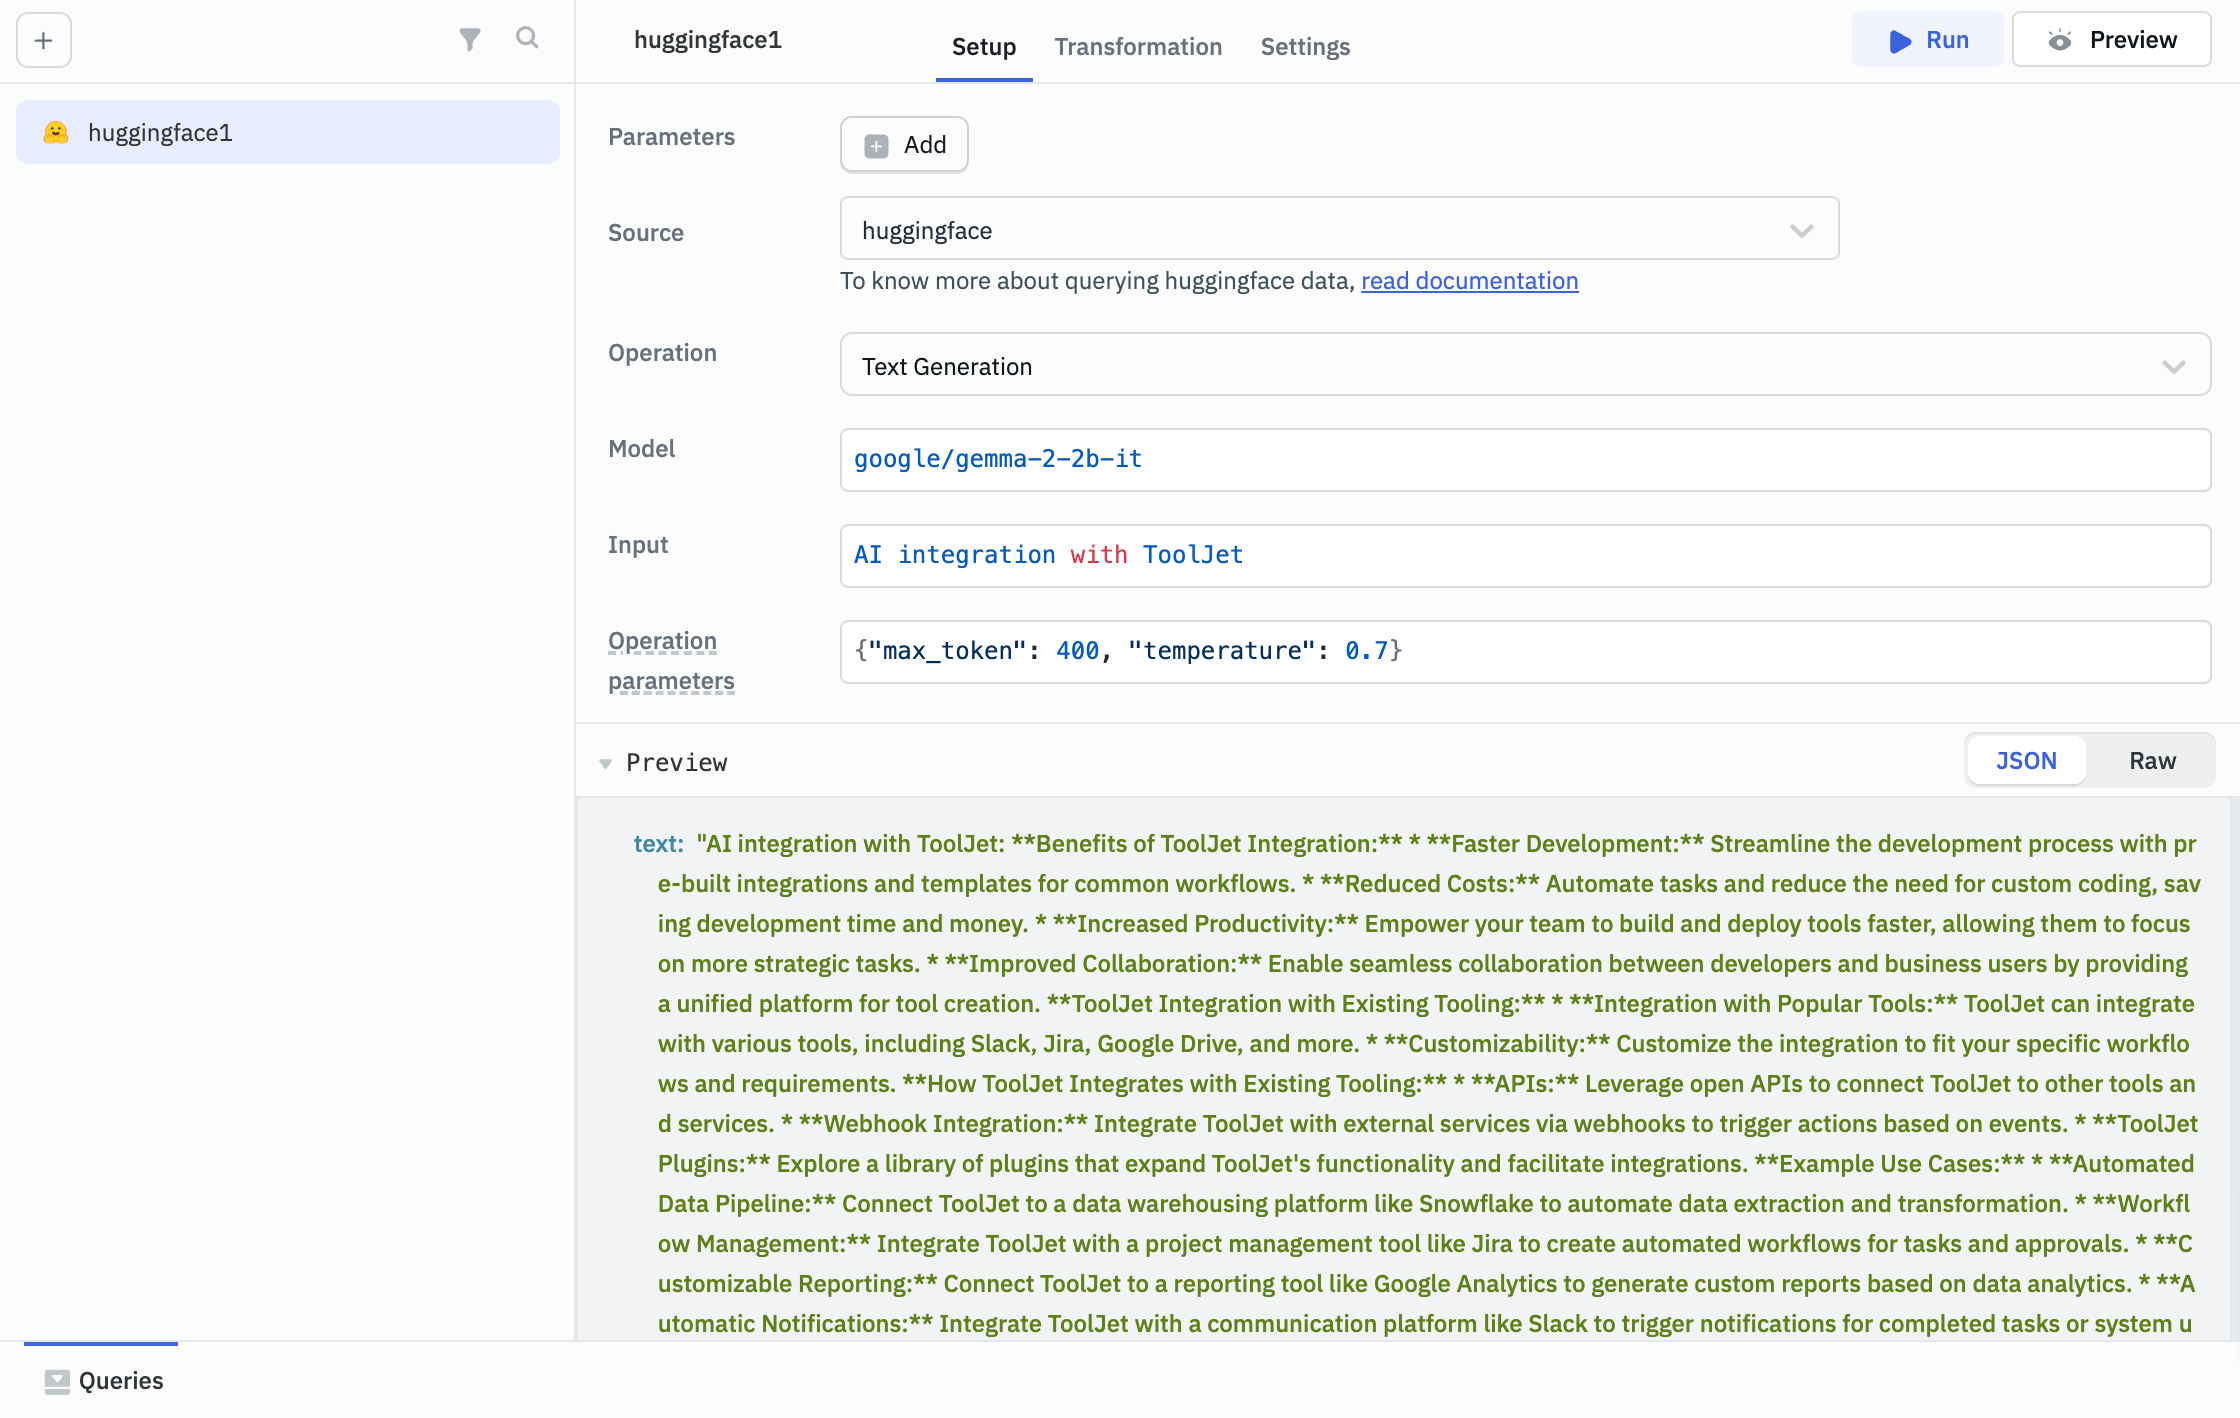 huggingface1
Setup
Transformation
Settings
Run
Preview
huggingface1
Parameters
Add
Source
huggingface
To know more about querying huggingface data, read documentation
Operation
Text Generation
Model
google/gemma-2-2b-it
Input
AI integration with ToolJet
Operation
parameters
{"max_token": 400, "temperature": 0.7}
Preview
JSON
Raw
text: "AI integration with ToolJet: **Benefits of ToolJet Integration:** * **Faster Development:** Streamline the development process with pr
e-built integrations and templates for common workflows. * **Reduced Costs:** Automate tasks and reduce the need for custom coding, sav
ing development time and money. * **Increased Productivity:** Empower your team to build and deploy tools faster, allowing them to focus
on more strategic tasks. * **Improved Collaboration:** Enable seamless collaboration between developers and business users by providing
a unified platform for tool creation. **ToolJet Integration with Existing Tooling:** * **Integration with Popular Tools:** ToolJet can integrate
with various tools, including Slack, Jira, Google Drive, and more. * **Customizability:** Customize the integration to fit your specific workflo
ws and requirements. **How ToolJet Integrates with Existing Tooling:** * **APIs:** Leverage open APIs to connect ToolJet to other tools an
d services. * **Webhook Integration:** Integrate ToolJet with external services via webhooks to trigger actions based on events. * **ToolJet
Plugins:** Explore a library of plugins that expand ToolJet's functionality and facilitate integrations. **Example Use Cases:** * **Automated
Data Pipeline:** Connect ToolJet to a data warehousing platform like Snowflake to automate data extraction and transformation. * **Workfl
ow Management:** Integrate ToolJet with a project management tool like Jira to create automated workflows for tasks and approvals. * **C
ustomizable Reporting:** Connect ToolJet to a reporting tool like Google Analytics to generate custom reports based on data analytics. * **A
utomatic Notifications:** Integrate ToolJet with a communication platform like Slack to trigger notifications for completed tasks or system u
Queries